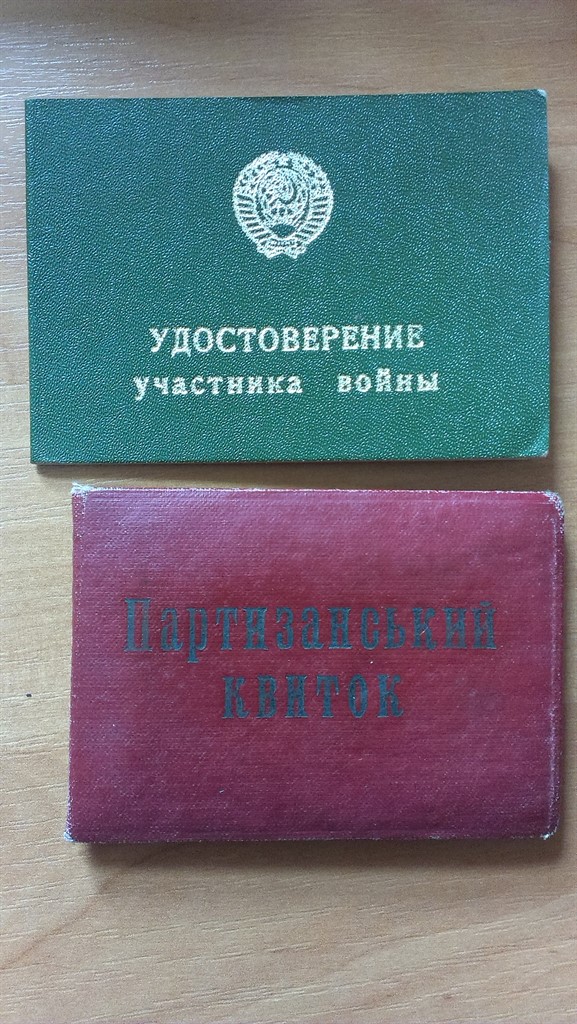 УДОСТОВЕРЕНИЕ
участника войны
Партизанський
квиток